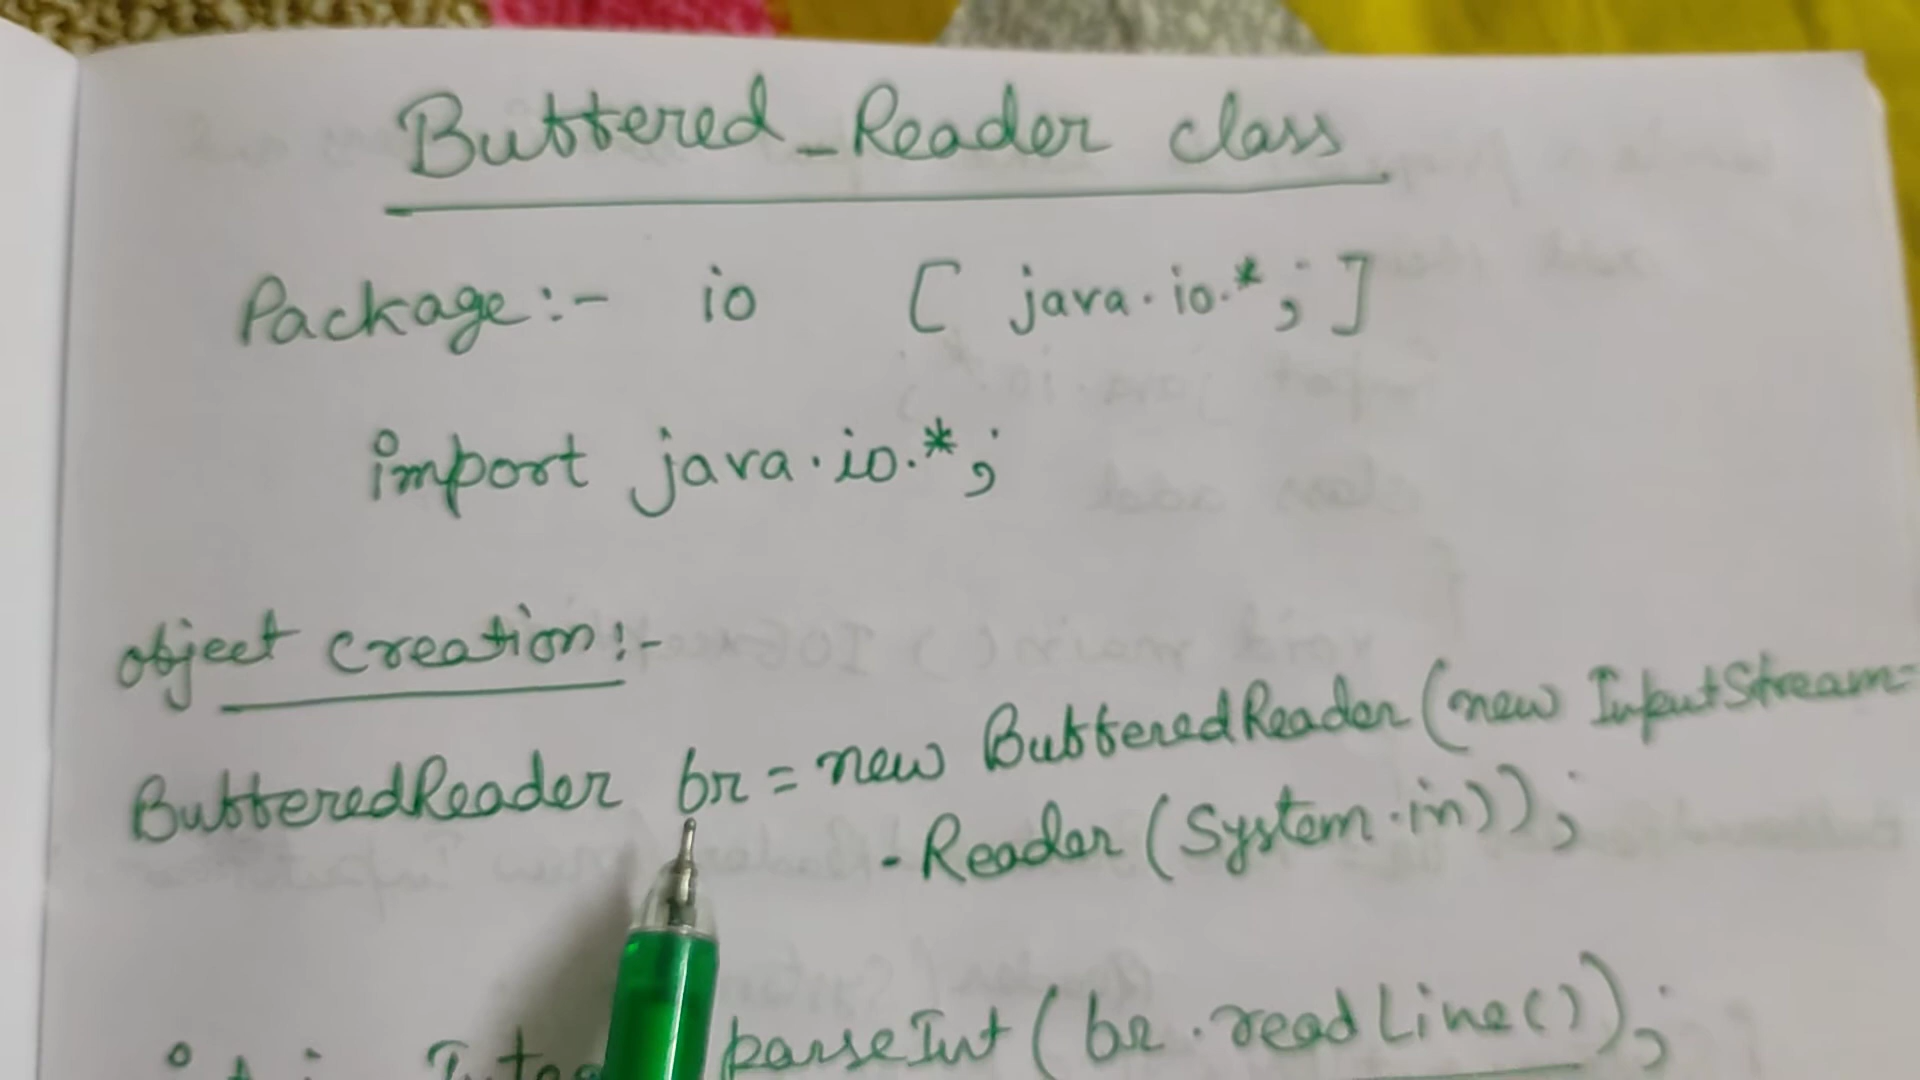 Buffered_Reader class
Package:- io [ java.io.*; ]
import java.io.*;
object creation:-
BufferedReader br = new BufferedReader(new InputStream-
-Reader (System.in));
parseInt (br.readLine());